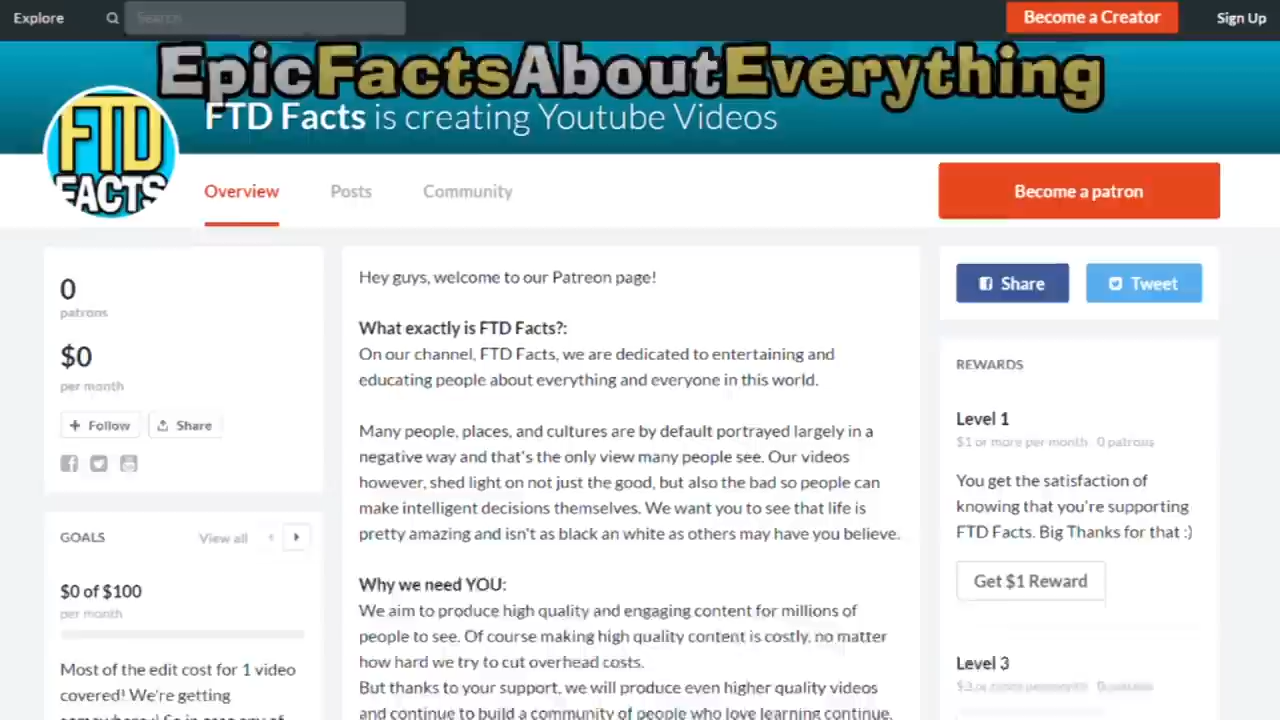 Explore
Search
Become a Creator
Sign Up
EpicFactsAboutEverything
FTD Facts is creating Youtube Videos
FTD
FACTS
Overview
Posts
Community
Become a patron
0
patrons
$0
per month
Follow
Share
GOALS
View all
$0 of $100
per month
Most of the edit cost for 1 video
covered! We're getting
Hey guys, welcome to our Patreon page!
What exactly is FTD Facts?:
On our channel, FTD Facts, we are dedicated to entertaining and
educating people about everything and everyone in this world.
Many people, places, and cultures are by default portrayed largely in a
negative way and that's the only view many people see. Our videos
however, shed light on not just the good, but also the bad so people can
make intelligent decisions themselves. We want you to see that life is
pretty amazing and isn't as black an white as others may have you believe.
Why we need YOU:
We aim to produce high quality and engaging content for millions of
people to see. Of course making high quality content is costly, no matter
how hard we try to cut overhead costs.
But thanks to your support, we will produce even higher quality videos
and continue to build a community of people who love learning continue,
Share
Tweet
REWARDS
Level 1
$1 or more per month 0 patrons
You get the satisfaction of
knowing that you're supporting
FTD Facts. Big Thanks for that :)
Get $1 Reward
Level 3